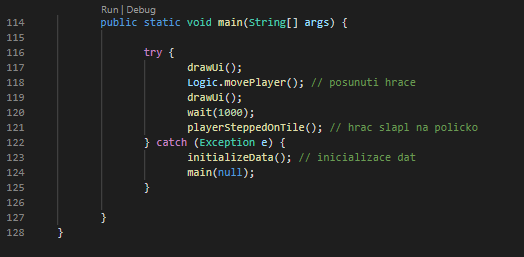 Run | Debug
114 public static void main(String[] args) {
115
116 try {
117 drawUi();
118 Logic.movePlayer(); // posunuti hrace
119 drawUi();
120 wait(1000);
121 playerSteppedOnTile(); // hrac slapl na policko
122 } catch (Exception e) {
123 initializeData(); // inicializace dat
124 main(null);
125 }
126
127 }
128 }